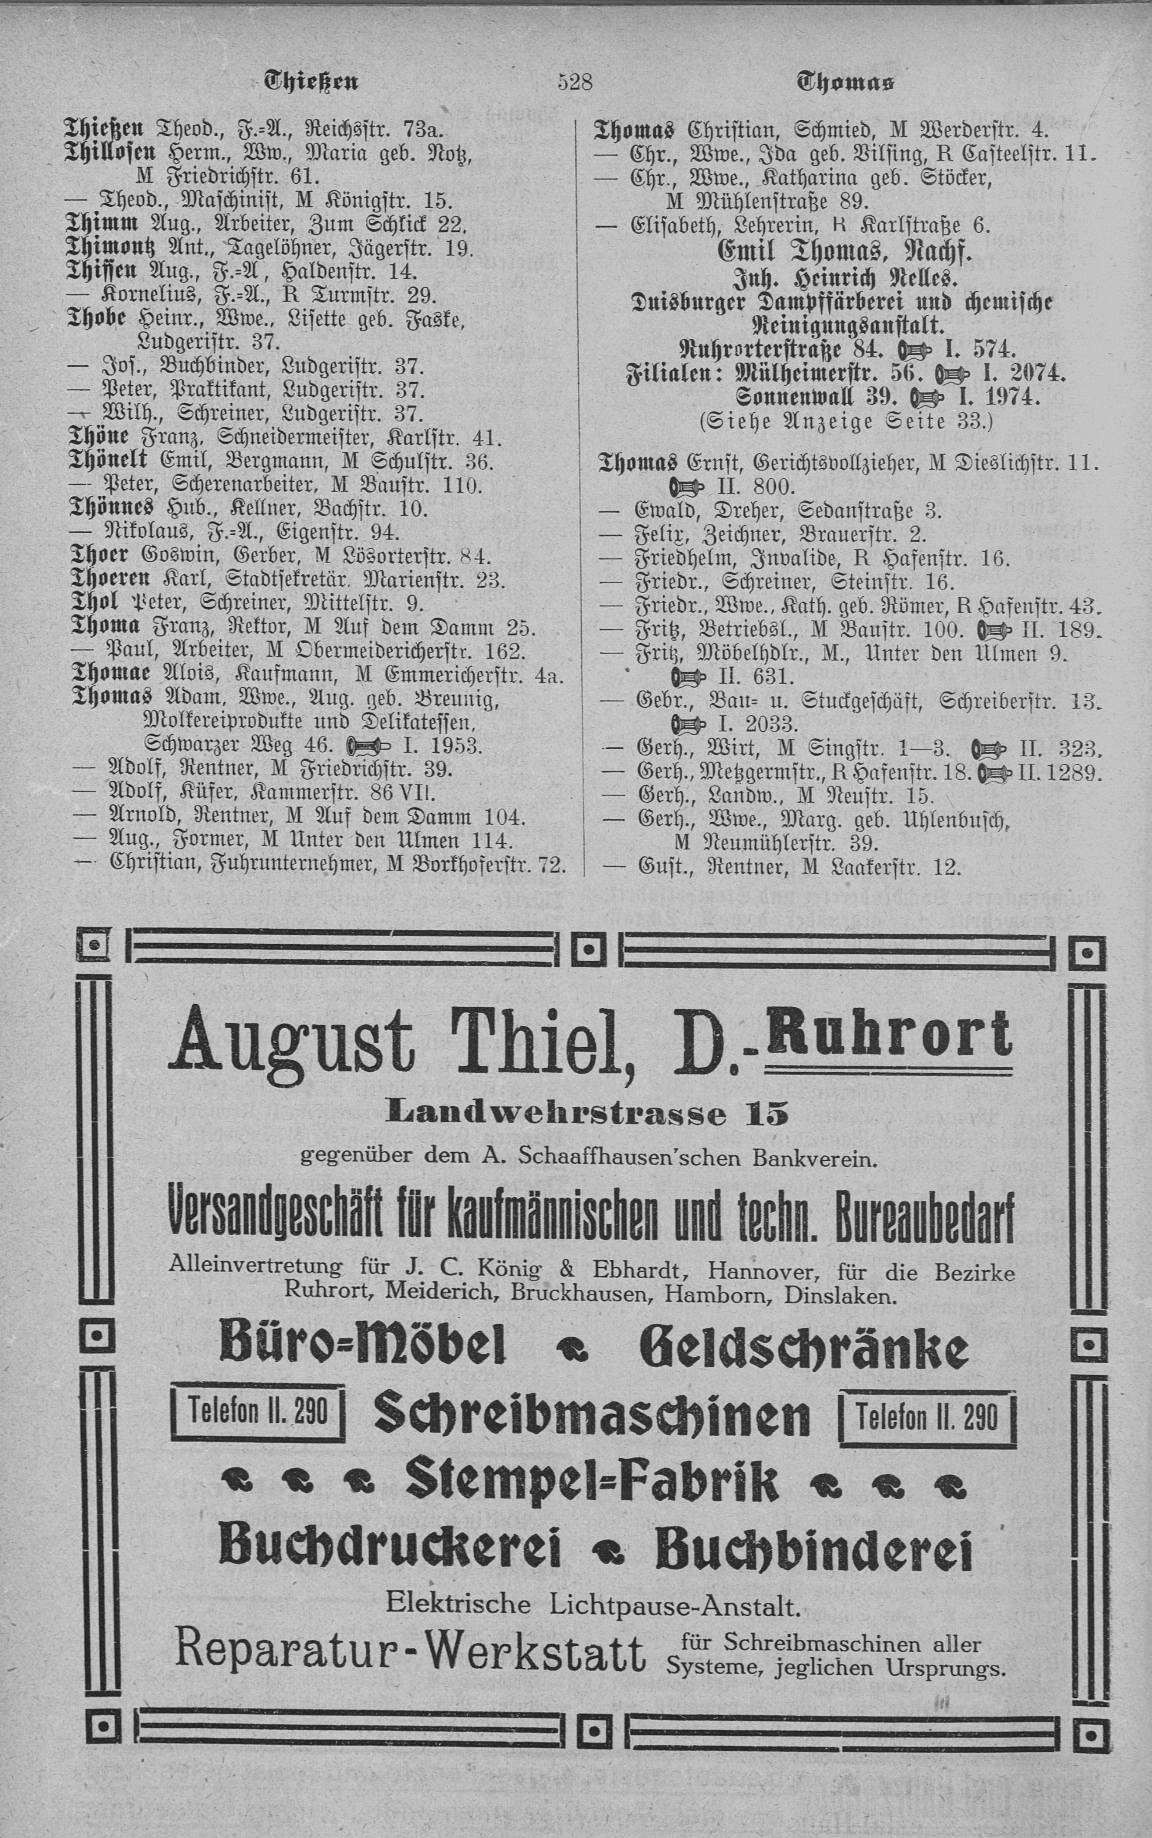 Thießen 528 Thomas
Thießen Theod., F.-A., Reichsstr. 73a.
Thillosen Herm., Ww., Maria geb. Notz,
M Friedrichstr. 61.
— Theod., Maschinist, M Königstr. 15.
Thimm Aug., Arbeiter, Zum Schlick 22.
Thimontz Ant., Tagelöhner, Jägerstr. 19.
Thissen Aug., F.-A, Haldenstr. 14.
— Kornelius, F.-A., R Turmstr. 29.
Thobe Heinr., Wwe., Lisette geb. Faske,
Ludgeristr. 37.
— Jos., Buchbinder, Ludgeristr. 37.
— Peter, Praktikant, Ludgeristr. 37.
— Wilh., Schreiner, Ludgeristr. 37.
Thöne Franz, Schneidermeister, Karlstr. 41.
Thönelt Emil, Bergmann, M Schulstr. 36.
— Peter, Scherenarbeiter, M Baustr. 110.
Thönnes Hub., Kellner, Bachstr. 10.
— Nikolaus, F.-A., Eigenstr. 94.
Thoer Goswin, Gerber, M Lösorterstr. 84.
Thoeren Karl, Stadtsekretär, Marienstr. 23.
Thol Peter, Schreiner, Mittelstr. 9.
Thoma Franz, Rektor, M Auf dem Damm 25.
— Paul, Arbeiter, M Obermeidericherstr. 162.
Thomae Alois, Kaufmann, M Emmericherstr. 4a.
Thomas Adam, Wwe., Aug. geb. Breunig,
Molkereiprodukte und Delikatessen,
Schwarzer Weg 46. I. 1953.
— Adolf, Rentner, M Friedrichstr. 39.
— Adolf, Küfer, Kammerstr. 86 VII.
— Arnold, Rentner, M Auf dem Damm 104.
— Aug., Former, M Unter den Ulmen 114.
— Christian, Fuhrunternehmer, M Borkhoferstr. 72.
Thomas Christian, Schmied, M Werderstr. 4.
— Chr., Wwe., Ida geb. Vilsing, R Casteelstr. 11.
— Chr., Wwe., Katharina geb. Stöcker,
M Mühlenstraße 89.
— Elisabeth, Lehrerin, R Karlstraße 6.
Emil Thomas, Nachf.
Inh. Heinrich Nelles.
Duisburger Dampffärberei und chemische
Reinigungsanstalt.
Ruhrorterstraße 84. I. 574.
Filialen: Mülheimerstr. 56. I. 2074.
Sonnenwall 39. I. 1974.
(Siehe Anzeige Seite 33.)
Thomas Ernst, Gerichtsvollzieher, M Dieslichstr. 11.
II. 800.
— Ewald, Dreher, Sedanstraße 3.
— Felix, Zeichner, Brauerstr. 2.
— Friedhelm, Invalide, R Hafenstr. 16.
— Friedr., Schreiner, Steinstr. 16.
— Friedr., Wwe., Kath. geb. Römer, R Hafenstr. 43.
— Fritz, Betriebsl., M Baustr. 100. II. 189.
— Fritz, Möbelhdlr., M., Unter den Ulmen 9.
II. 631.
— Gebr., Bau- u. Stuckgeschäft, Schreiberstr. 13.
I. 2033.
— Gerh., Wirt, M Singstr. 1—3. II. 323.
— Gerh., Metzgermstr., R Hafenstr. 18. II. 1289.
— Gerh., Landw., M Neustr. 15.
— Gerh., Wwe., Marg. geb. Uhlenbusch,
M Neumühlerstr. 39.
— Gust., Rentner, M Laakerstr. 12.
August Thiel, D.-Ruhrort
Landwehrstrasse 15
gegenüber dem A. Schaaffhausen'schen Bankverein.
Versandgeschäft für kaufmännischen und techn. Bureaubedarf
Alleinvertretung für J. C. König & Ebhardt, Hannover, für die Bezirke
Ruhrort, Meiderich, Bruckhausen, Hamborn, Dinslaken.
Büro-Möbel Geldschränke
Telefon II. 290 Schreibmaschinen Telefon II. 290
Stempel-Fabrik
Buchdruckerei Buchbinderei
Elektrische Lichtpause-Anstalt.
Reparatur-Werkstatt für Schreibmaschinen aller
Systeme, jeglichen Ursprungs.